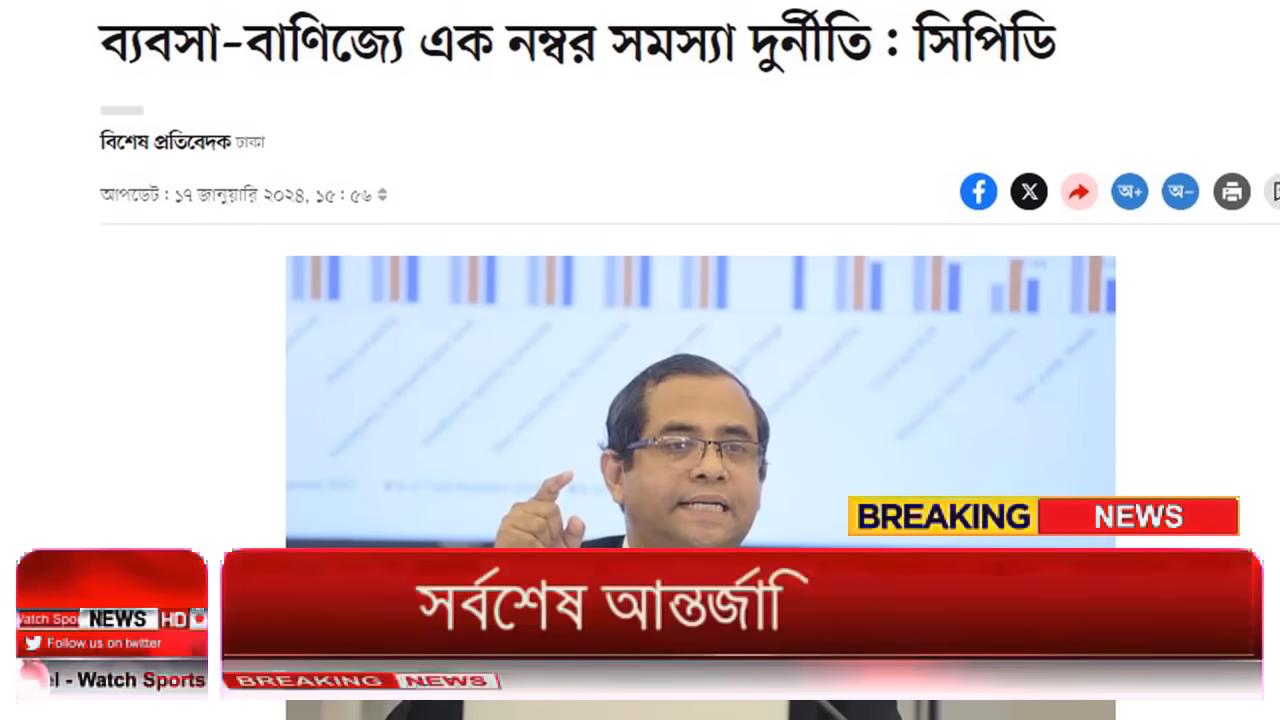 ব্যবসা-বাণিজ্যে এক নম্বর সমস্যা দুর্নীতি : সিপিডি
বিশেষ প্রতিবেদক ঢাকা
আপডেট : ১৭ জানুয়ারি ২০২৪, ১৫ : ৫৬
অ+ অ−
BREAKING NEWS
সর্বশেষ আন্তর্জাি
NEWS HD
Follow us on twitter
- Watch Sports
BREAKING NEWS